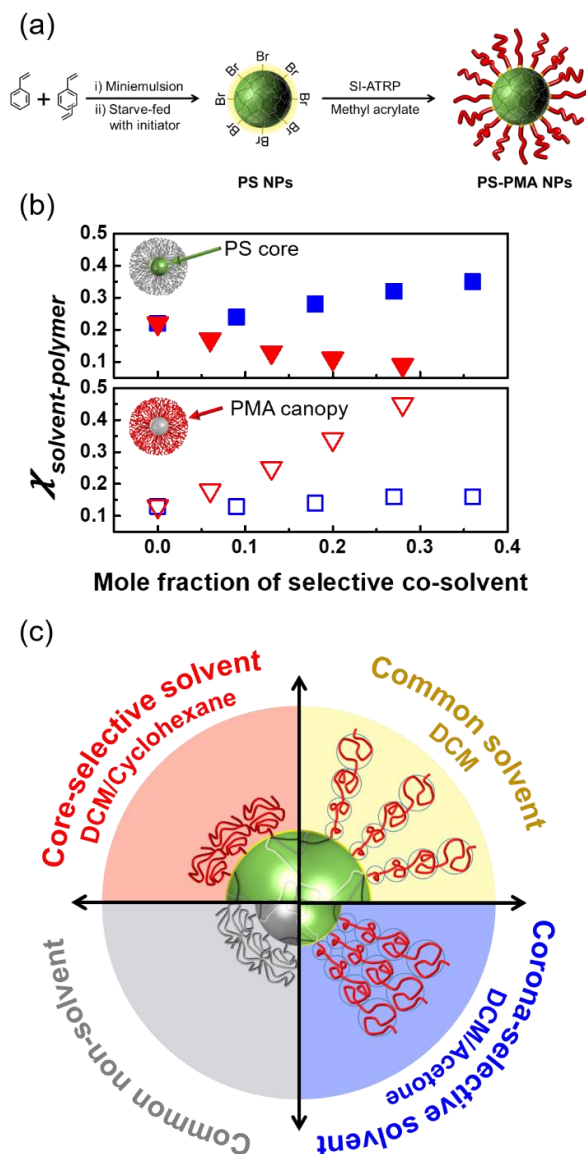 (a)
i) Miniemulsion
ii) Starve-fed
with initiator
Br
Br
Br
Br
Br
Br
Br
Br
SI-ATRP
Methyl acrylate
PS NPs
PS-PMA NPs
(b)
0.5
0.4
0.3
0.2
0.1
PS core
0.5
0.4
0.3
0.2
0.1
PMA canopy
χsolvent-polymer
0.0
0.1
0.2
0.3
0.4
Mole fraction of selective co-solvent
(c)
Core-selective solvent
DCM/Cyclohexane
Common solvent
DCM
Common non-solvent
Corona-selective solvent
DCM/Acetone